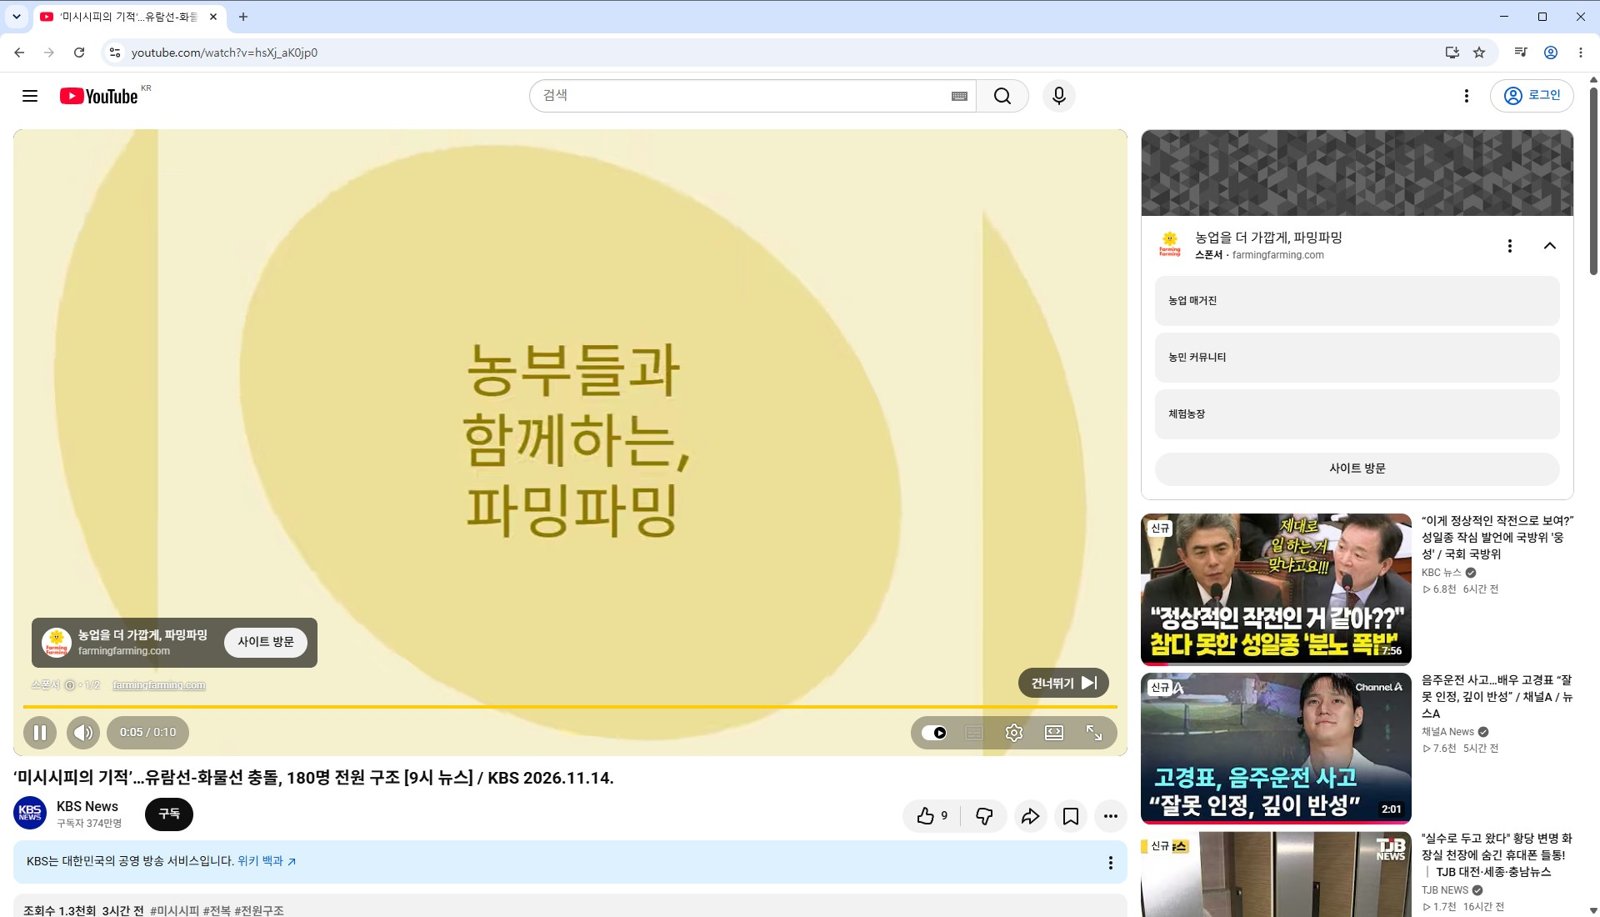 '미시시피의 기적'...유람선-화물
youtube.com/watch?v=hsXj_aK0jp0
YouTube KR
검색
로그인
농부들과
함께하는,
파밍파밍
농업을 더 가깝게, 파밍파밍
farmingfarming.com
사이트 방문
스폰서 · 1/2 farmingfarming.com
건너뛰기
0:05 / 0:10
'미시시피의 기적'...유람선-화물선 충돌, 180명 전원 구조 [9시 뉴스] / KBS 2026.11.14.
KBS NEWS
KBS News
구독자 374만명
구독
9
KBS는 대한민국의 공영 방송 서비스입니다. 위키 백과
조회수 1.3천회 3시간 전 #미시시피 #전복 #전원구조
Farming Farming
농업을 더 가깝게, 파밍파밍
스폰서 · farmingfarming.com
농업 매거진
농민 커뮤니티
체험농장
사이트 방문
신규
제대로
일 하는 거
맞냐고요!!!
"정상적인 작전인 거 같아??"
참다 못한 성일종 '분노 폭발'
7:56
"이게 정상적인 작전으로 보여?"
성일종 작심 발언에 국방위 '웅
성' / 국회 국방위
KBC 뉴스
6.8천 6시간 전
신규
Channel A
고경표, 음주운전 사고
"잘못 인정, 깊이 반성"
2:01
음주운전 사고...배우 고경표 "잘
못 인정, 깊이 반성" / 채널A / 뉴
스A
채널A News
7.6천 5시간 전
신규
TJB NEWS
"실수로 두고 왔다" 황당 변명 화
장실 천장에 숨긴 휴대폰 들통!
│ TJB 대전·세종·충남뉴스
TJB NEWS
1.7천 16시간 전